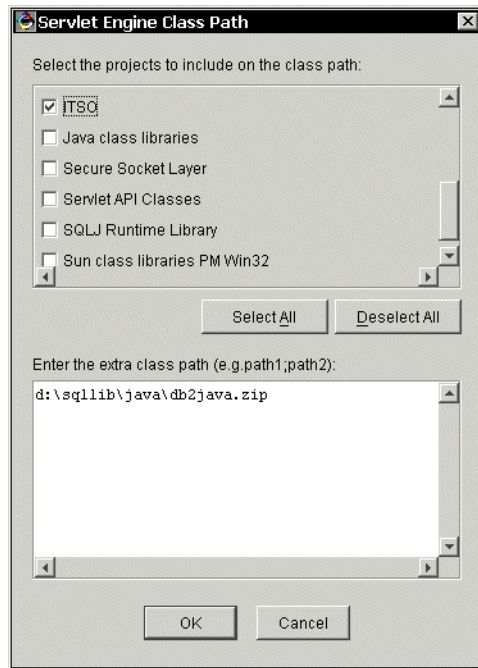 Servlet Engine Class Path
Select the projects to include on the class path:
ITSO
Java class libraries
Secure Socket Layer
Servlet API Classes
SQLJ Runtime Library
Sun class libraries PM Win32
Select All
Deselect All
Enter the extra class path (e.g.path1;path2):
d:\sqllib\java\db2java.zip
OK
Cancel